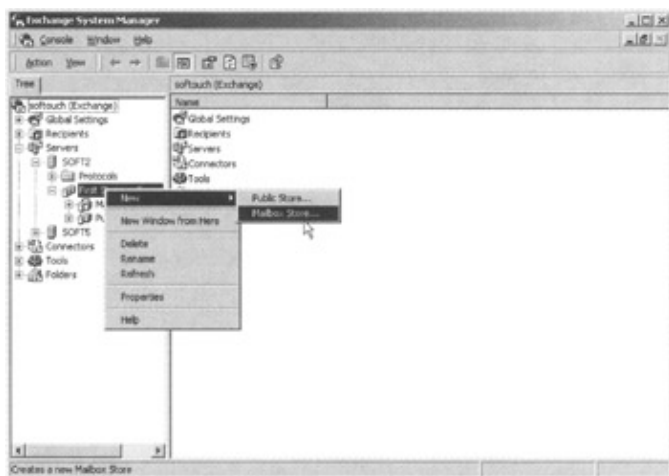 Exchange System Manager
Console Window Help
Action View
Tree
softouch (Exchange)
softouch (Exchange)
Global Settings
Recipients
Servers
SOFT2
Protocols
First
M
P
SOFT5
Connectors
Tools
Folders
Name
Global Settings
Recipients
Servers
Connectors
Tools
New
New Window from Here
Delete
Rename
Refresh
Properties
Help
Public Store...
Mailbox Store...
Creates a new Mailbox Store